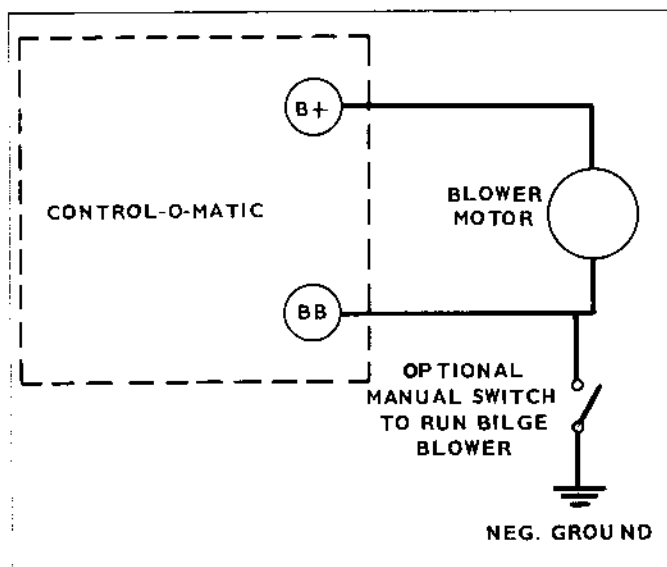 B+
CONTROL-O-MATIC
BLOWER
MOTOR
BB
OPTIONAL
MANUAL SWITCH
TO RUN BILGE
BLOWER
NEG. GROUND